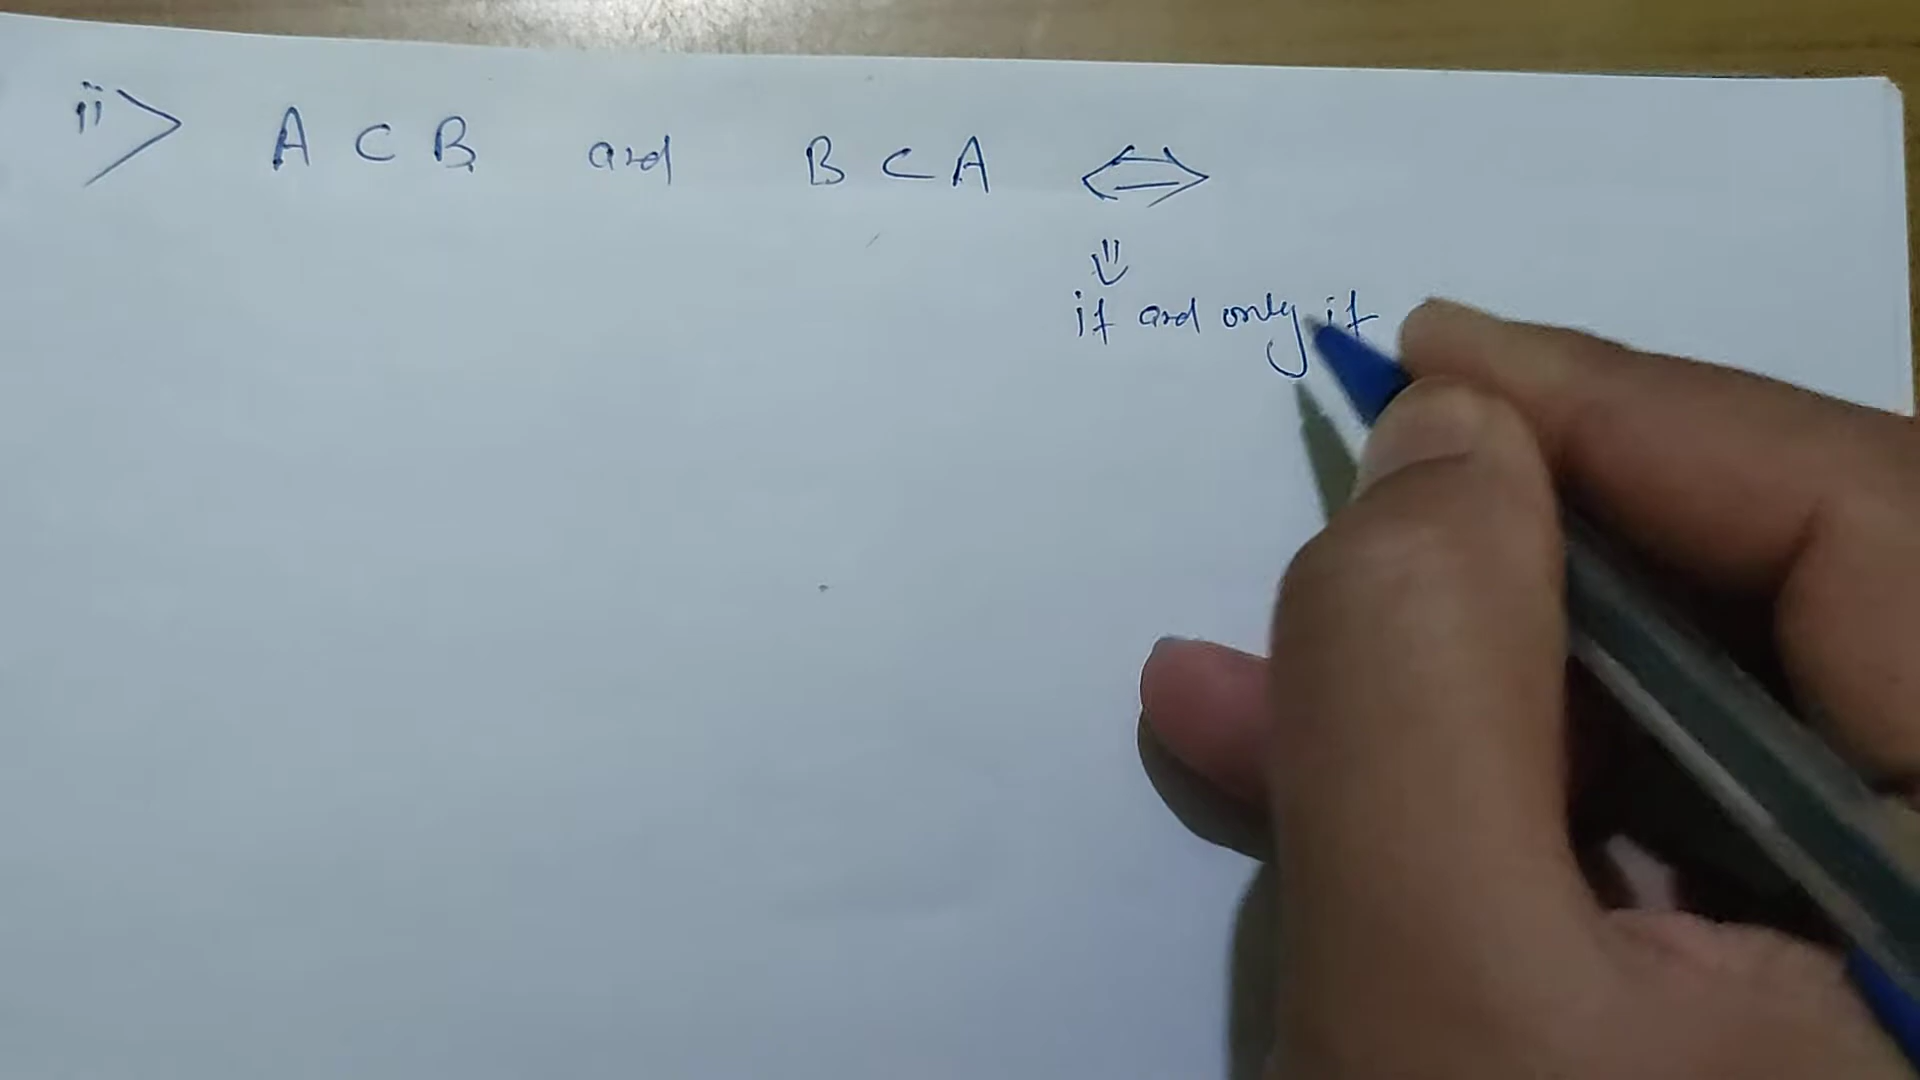 ii> A ⊂ B and B ⊂ A ⇔
⇓
if and only if